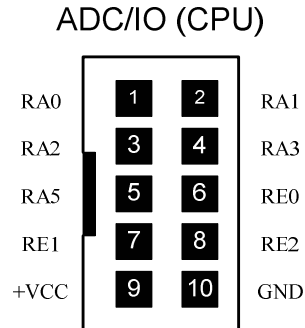 ADC/IO (CPU)
RA0 1 2 RA1
RA2 3 4 RA3
RA5 5 6 RE0
RE1 7 8 RE2
+VCC 9 10 GND